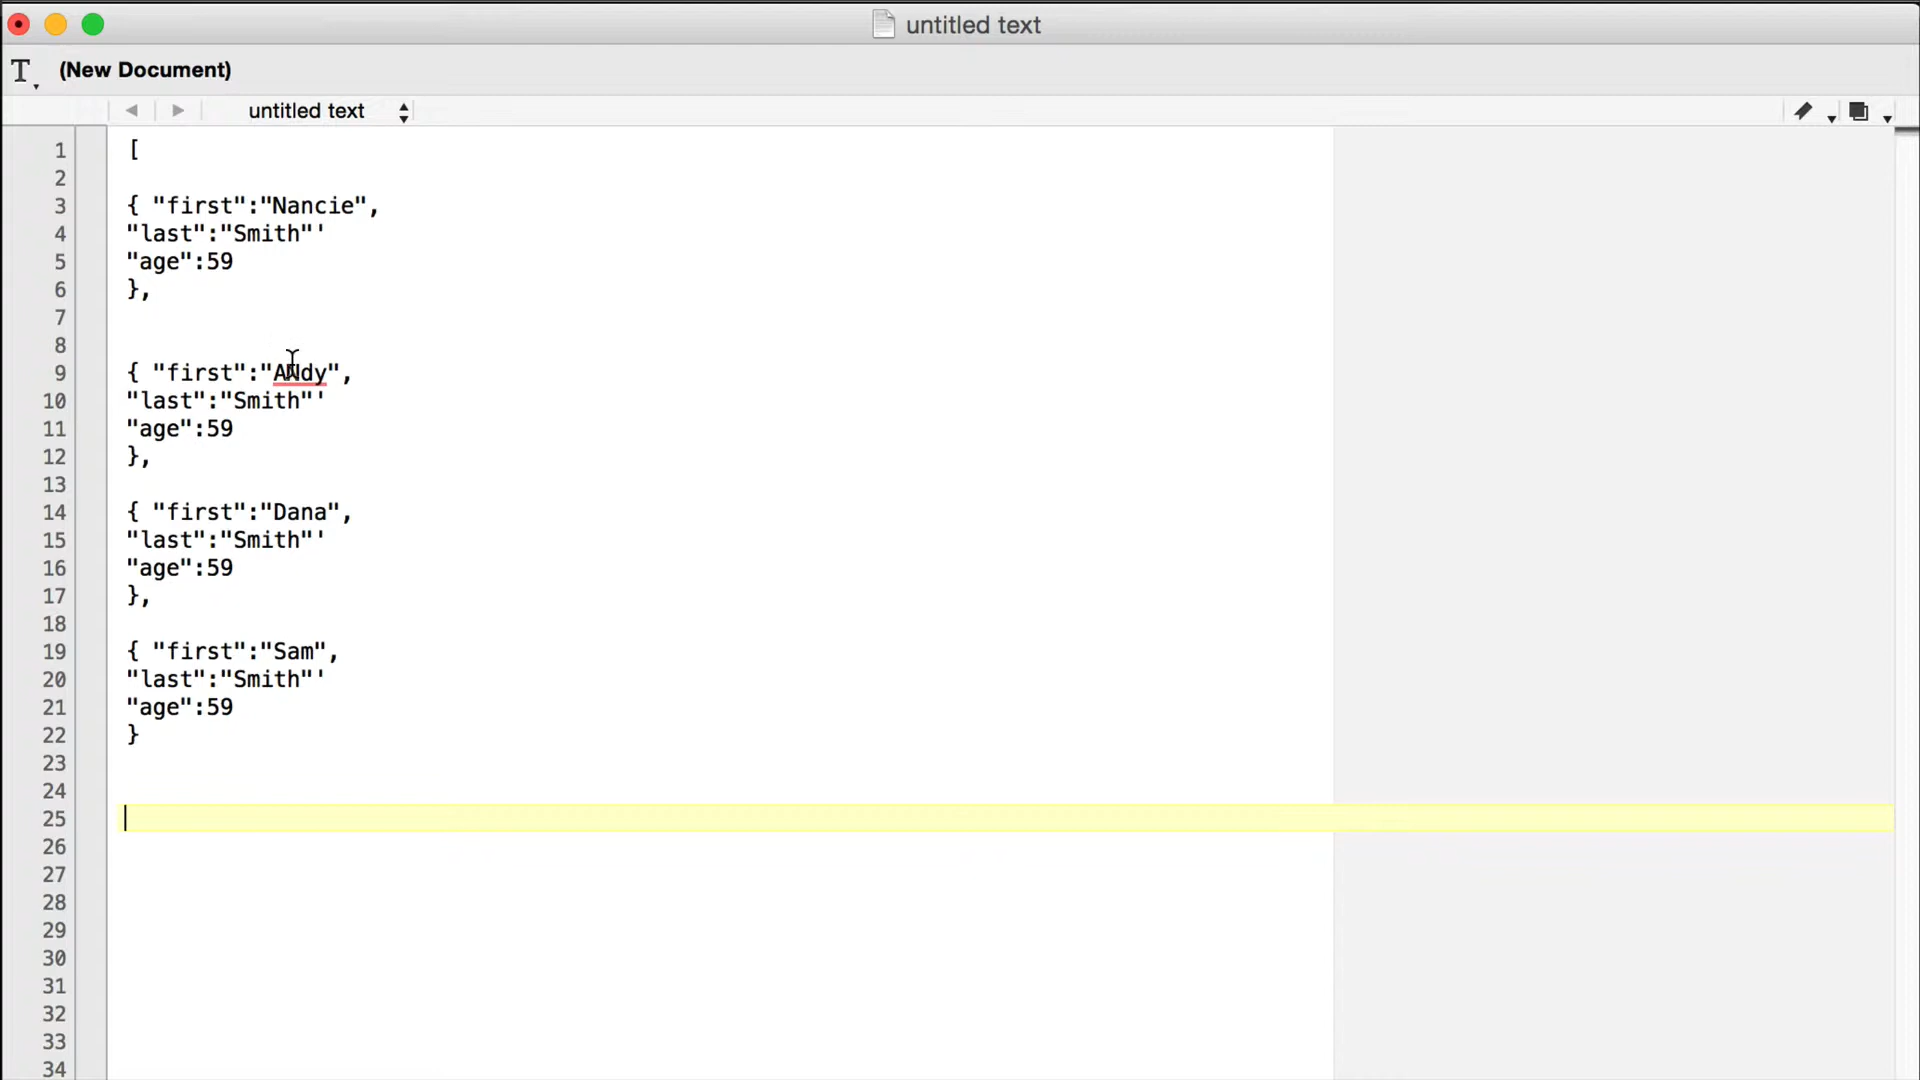 untitled text
T (New Document)
untitled text
1 [
2
3 { "first":"Nancie",
4 "last":"Smith"'
5 "age":59
6 },
7
8
9 { "first":"ANdy",
10 "last":"Smith"'
11 "age":59
12 },
13
14 { "first":"Dana",
15 "last":"Smith"'
16 "age":59
17 },
18
19 { "first":"Sam",
20 "last":"Smith"'
21 "age":59
22 }
23
24
25
26
27
28
29
30
31
32
33
34